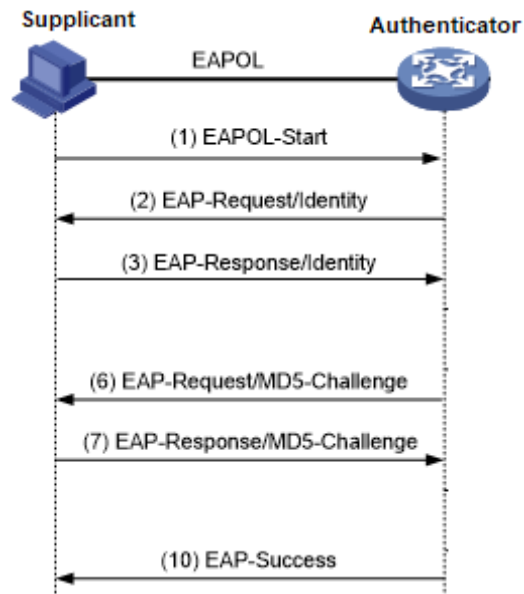 Supplicant
Authenticator
EAPOL
(1) EAPOL-Start
(2) EAP-Request/Identity
(3) EAP-Response/Identity
(6) EAP-Request/MD5-Challenge
(7) EAP-Response/MD5-Challenge
(10) EAP-Success